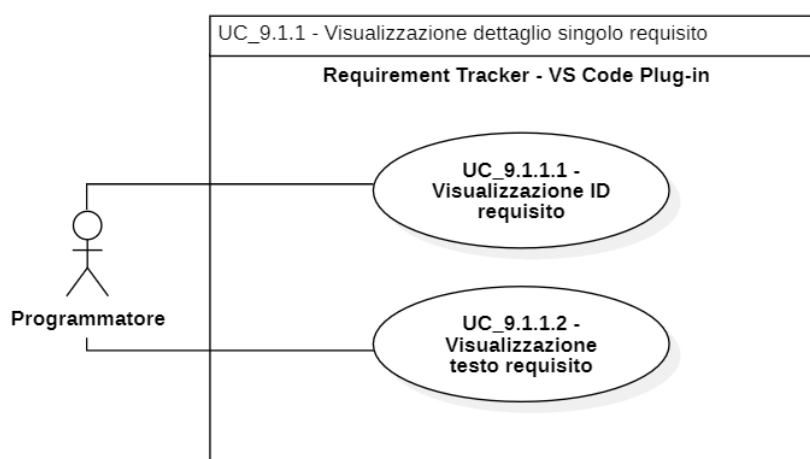 UC_9.1.1 - Visualizzazione dettaglio singolo requisito
Requirement Tracker - VS Code Plug-in
UC_9.1.1.1 -
Visualizzazione ID
requisito
Programmatore
UC_9.1.1.2 -
Visualizzazione
testo requisito